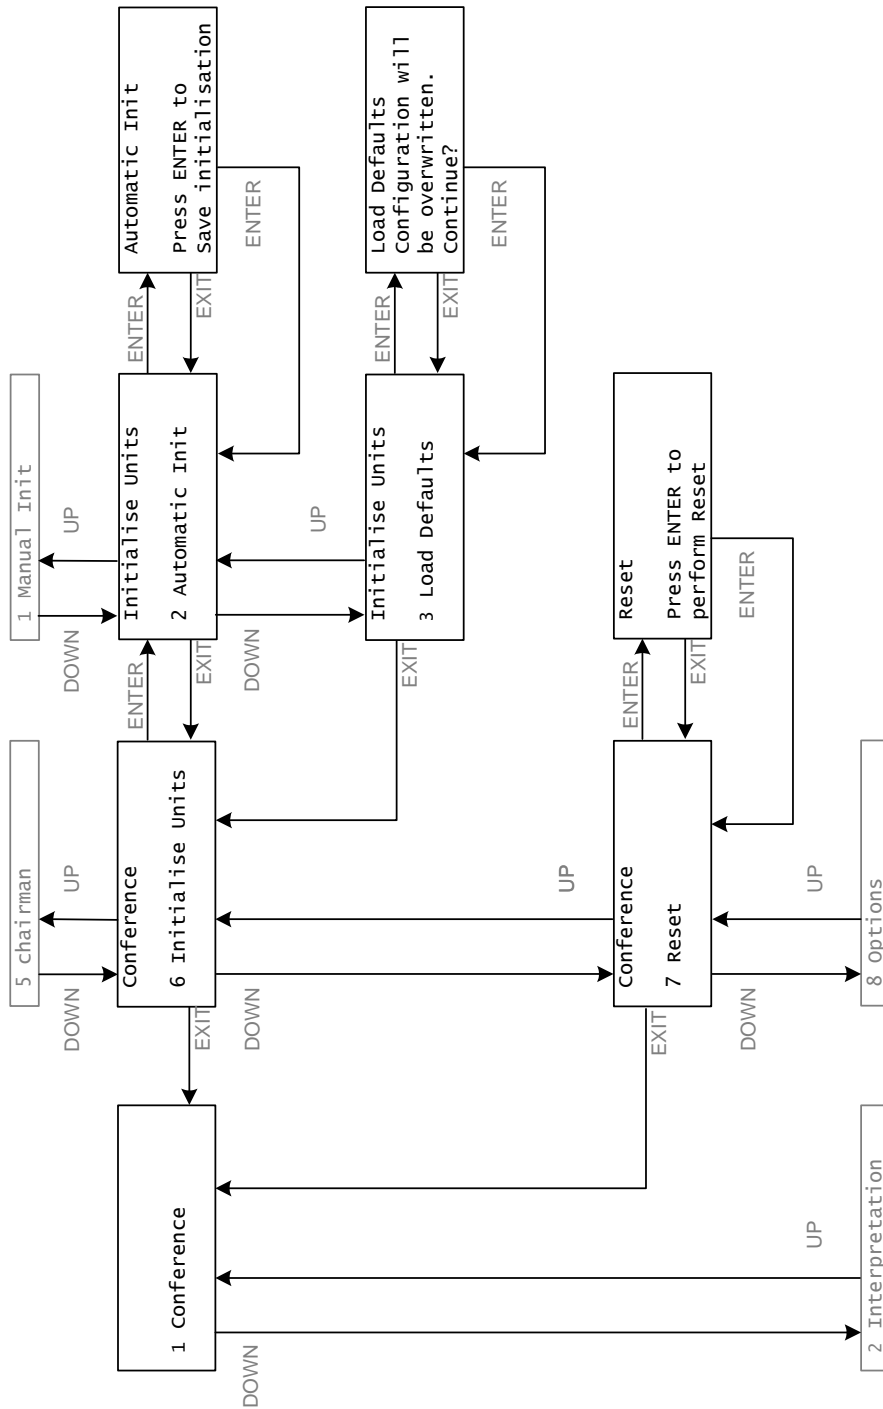 1 Conference
DOWN
UP
2 Interpretation
5 chairman
DOWN
UP
Conference
6 Initialise Units
EXIT
DOWN
UP
Conference
7 Reset
EXIT
DOWN
UP
8 Options
1 Manual Init
DOWN
UP
ENTER
EXIT
Initialise Units
2 Automatic Init
DOWN
UP
Initialise Units
3 Load Defaults
EXIT
ENTER
EXIT
Reset
Press ENTER to
perform Reset
ENTER
ENTER
EXIT
Automatic Init
Press ENTER to
Save initialisation
ENTER
ENTER
EXIT
Load Defaults
Configuration will
be overwritten.
Continue?
ENTER